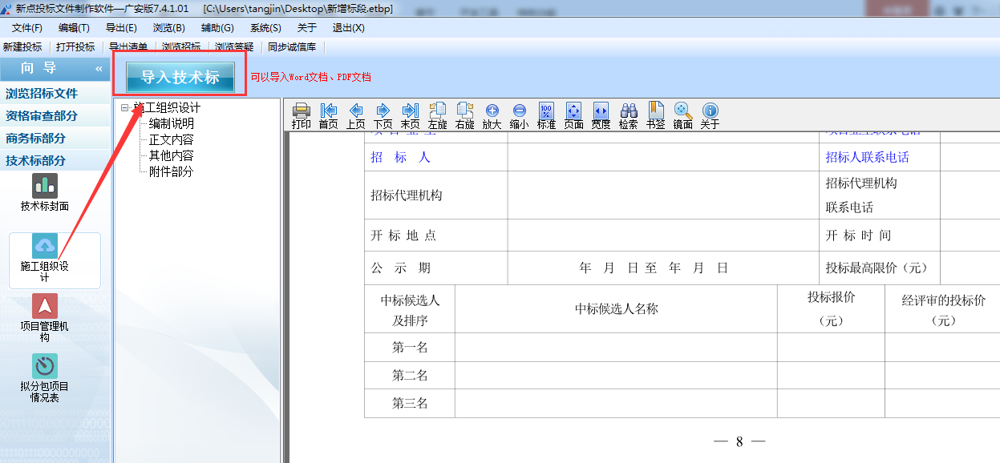 新点投标文件制作软件—广安版7.4.1.01 [C:\Users\tangjin\Desktop\新增标段.etbp]
文件(F) 编辑(T) 导出(E) 浏览(B) 辅助(G) 系统(S) 关于 退出(X)
新建投标 打开投标 导出清单 浏览招标 浏览答疑 同步诚信库
向 导 «
导入技术标
可以导入Word文档、PDF文档
浏览招标文件
资格审查部分
商务标部分
技术标部分
技术标封面
施工组织设
计
项目管理机
构
拟分包项目
情况表
施工组织设计
编制说明
正文内容
其他内容
附件部分
打印 首页 上页 下页 末页 左旋 右旋 放大 缩小 标准 页面 宽度 检索 书签 镜面 关于
100
%
招 标 人 招标人联系电话
招标代理机构 招标代理机构
联系电话
开 标 地 点 开 标 时 间
公 示 期 年 月 日 至 年 月 日 投标最高限价（元）
中标候选人
及排序
中标候选人名称
投标报价
（元）
经评审的投标价
（元）
第一名
第二名
第三名
— 8 —